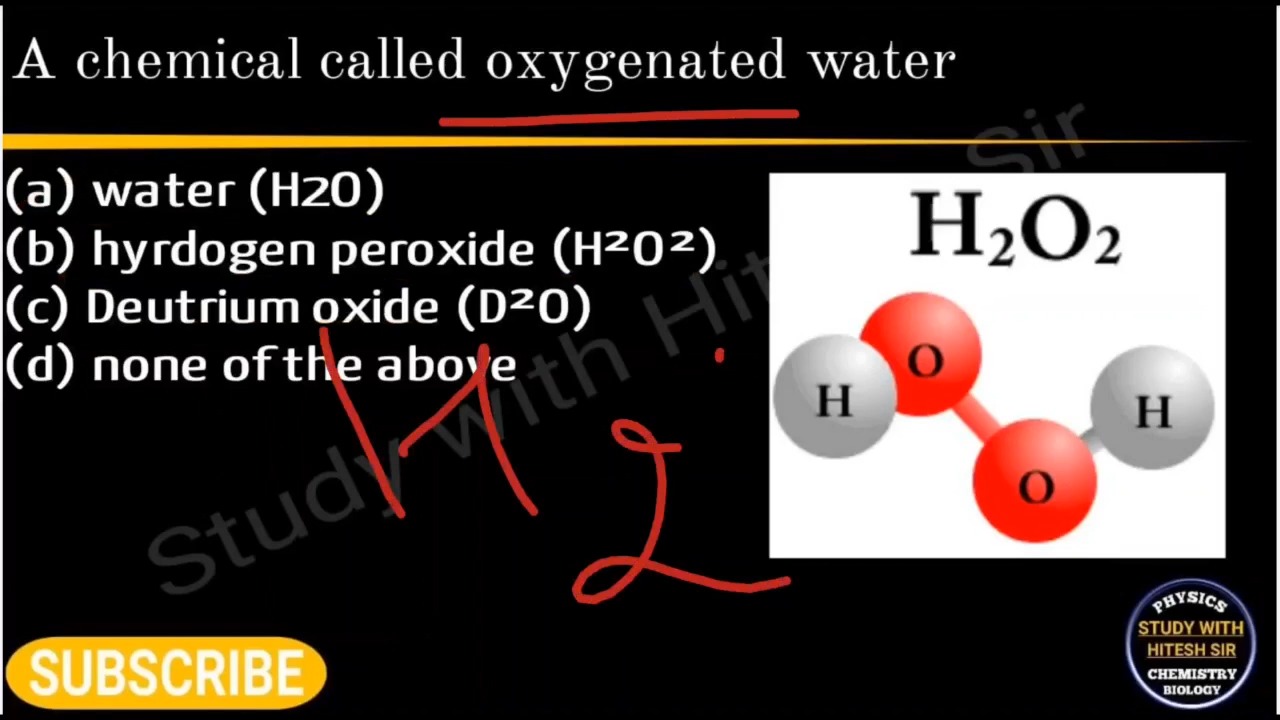 A chemical called oxygenated water
(a) water (H2O)
(b) hyrdogen peroxide (H²O²)
(c) Deutrium oxide (D²O)
(d) none of the above
H₂O₂
H
O
O
H
H2
Study with Hit Sir
SUBSCRIBE
PHYSICS
STUDY WITH
HITESH SIR
CHEMISTRY
BIOLOGY